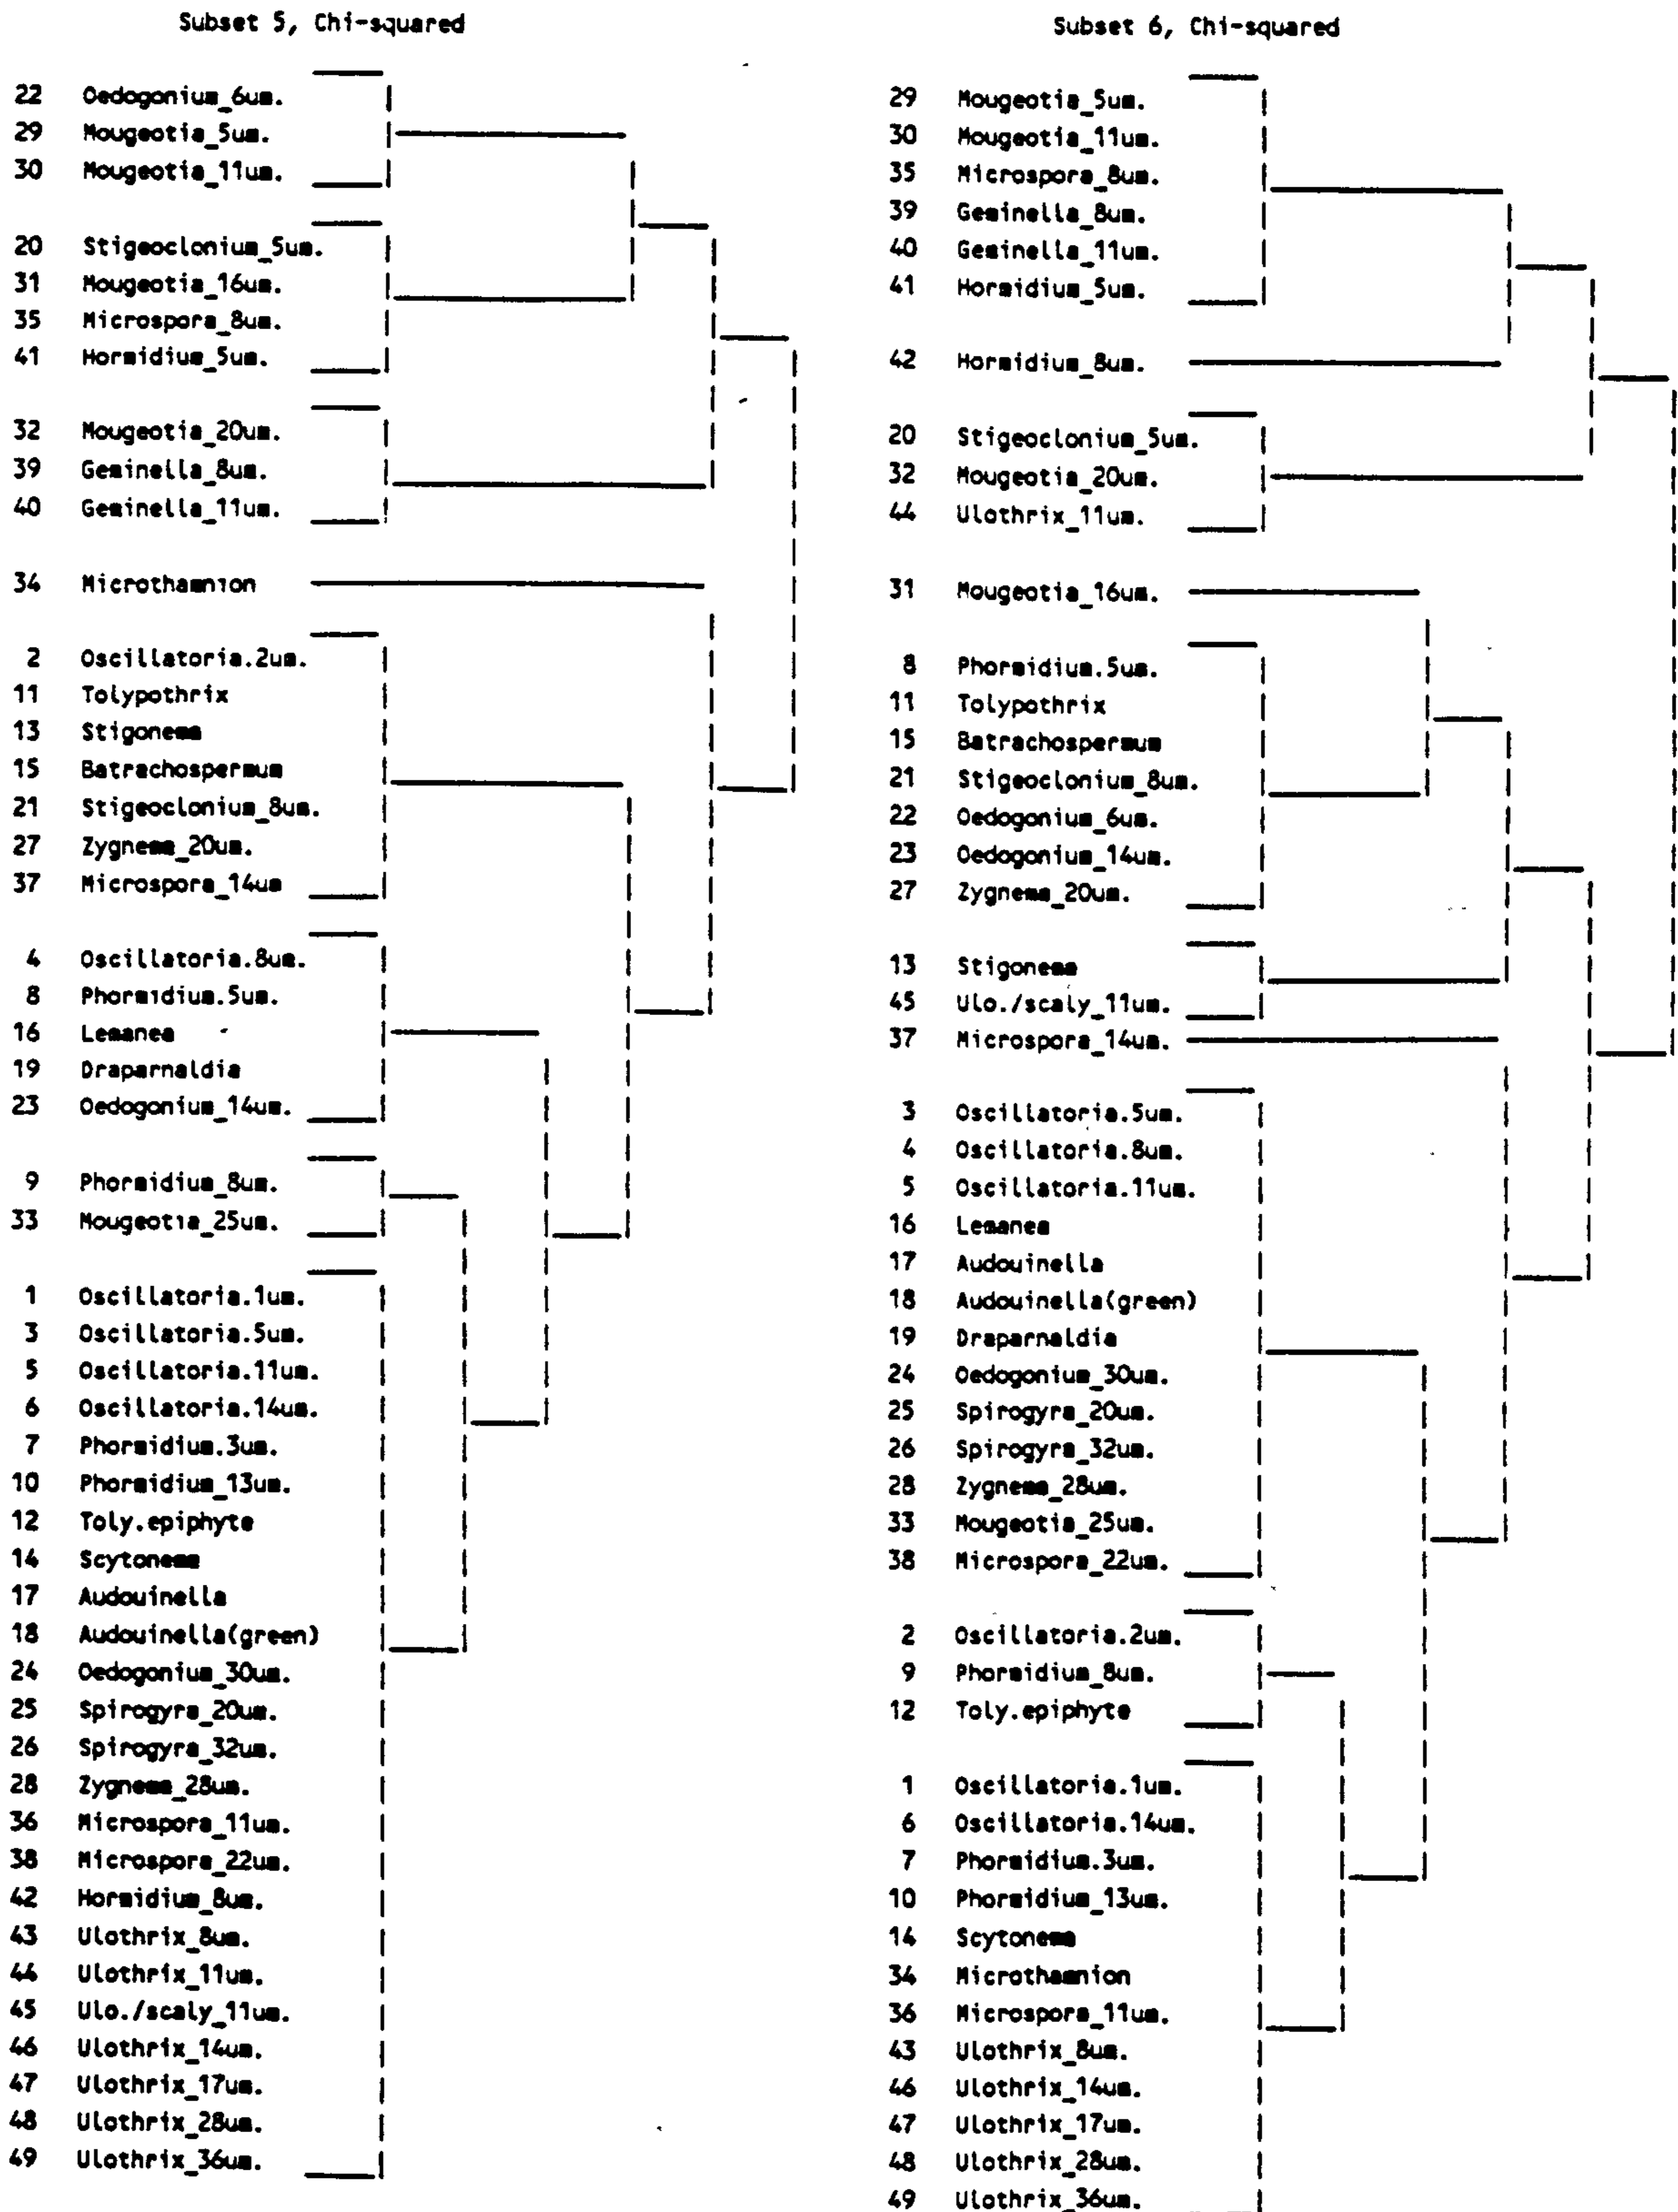 Subset 5, Chi-squared
22 Oedogonium_6um.
29 Mougeotia_5um.
30 Mougeotia_11um.
20 Stigeoclonium_5um.
31 Mougeotia_16um.
35 Microspora_8um.
41 Hormidium_5um.
32 Mougeotia_20um.
39 Geminella_8um.
40 Geminella_11um.
34 Microthamnion
2 Oscillatoria.2um.
11 Tolypothrix
13 Stigonema
15 Batrachospermum
21 Stigeoclonium_8um.
27 Zygnema_20um.
37 Microspora_14um
4 Oscillatoria.8um.
8 Phormidium.5um.
16 Lemanea
19 Draparnaldia
23 Oedogonium_14um.
9 Phormidium_8um.
33 Mougeotia_25um.
1 Oscillatoria.1um.
3 Oscillatoria.5um.
5 Oscillatoria.11um.
6 Oscillatoria.14um.
7 Phormidium.3um.
10 Phormidium_13um.
12 Toly.epiphyte
14 Scytonema
17 Audouinella
18 Audouinella(green)
24 Oedogonium_30um.
25 Spirogyra_20um.
26 Spirogyra_32um.
28 Zygnema_28um.
36 Microspora_11um.
38 Microspora_22um.
42 Hormidium_8um.
43 Ulothrix_8um.
44 Ulothrix_11um.
45 Ulo./scaly_11um.
46 Ulothrix_14um.
47 Ulothrix_17um.
48 Ulothrix_28um.
49 Ulothrix_36um.
Subset 6, Chi-squared
29 Mougeotia_5um.
30 Mougeotia_11um.
35 Microspora_8um.
39 Geminella_8um.
40 Geminella_11um.
41 Hormidium_5um.
42 Hormidium_8um.
20 Stigeoclonium_5um.
32 Mougeotia_20um.
44 Ulothrix_11um.
31 Mougeotia_16um.
8 Phormidium.5um.
11 Tolypothrix
15 Batrachospermum
21 Stigeoclonium_8um.
22 Oedogonium_6um.
23 Oedogonium_14um.
27 Zygnema_20um.
13 Stigonema
45 Ulo./scaly_11um.
37 Microspora_14um.
3 Oscillatoria.5um.
4 Oscillatoria.8um.
5 Oscillatoria.11um.
16 Lemanea
17 Audouinella
18 Audouinella(green)
19 Draparnaldia
24 Oedogonium_30um.
25 Spirogyra_20um.
26 Spirogyra_32um.
28 Zygnema_28um.
33 Mougeotia_25um.
38 Microspora_22um.
2 Oscillatoria.2um.
9 Phormidium_8um.
12 Toly.epiphyte
1 Oscillatoria.1um.
6 Oscillatoria.14um.
7 Phormidium.3um.
10 Phormidium_13um.
14 Scytonema
34 Microthamnion
36 Microspora_11um.
43 Ulothrix_8um.
46 Ulothrix_14um.
47 Ulothrix_17um.
48 Ulothrix_28um.
49 Ulothrix_36um.